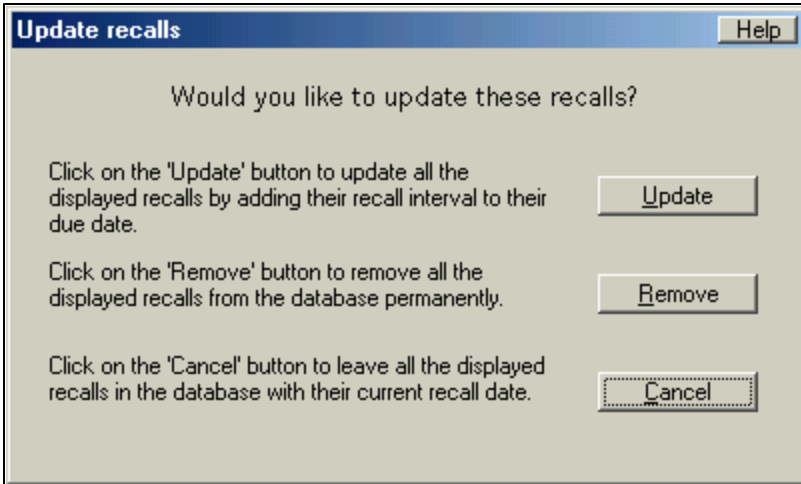 Update recalls
Help
Would you like to update these recalls?
Click on the 'Update' button to update all the
displayed recalls by adding their recall interval to their
due date.
Update
Click on the 'Remove' button to remove all the
displayed recalls from the database permanently.
Remove
Click on the 'Cancel' button to leave all the displayed
recalls in the database with their current recall date.
Cancel